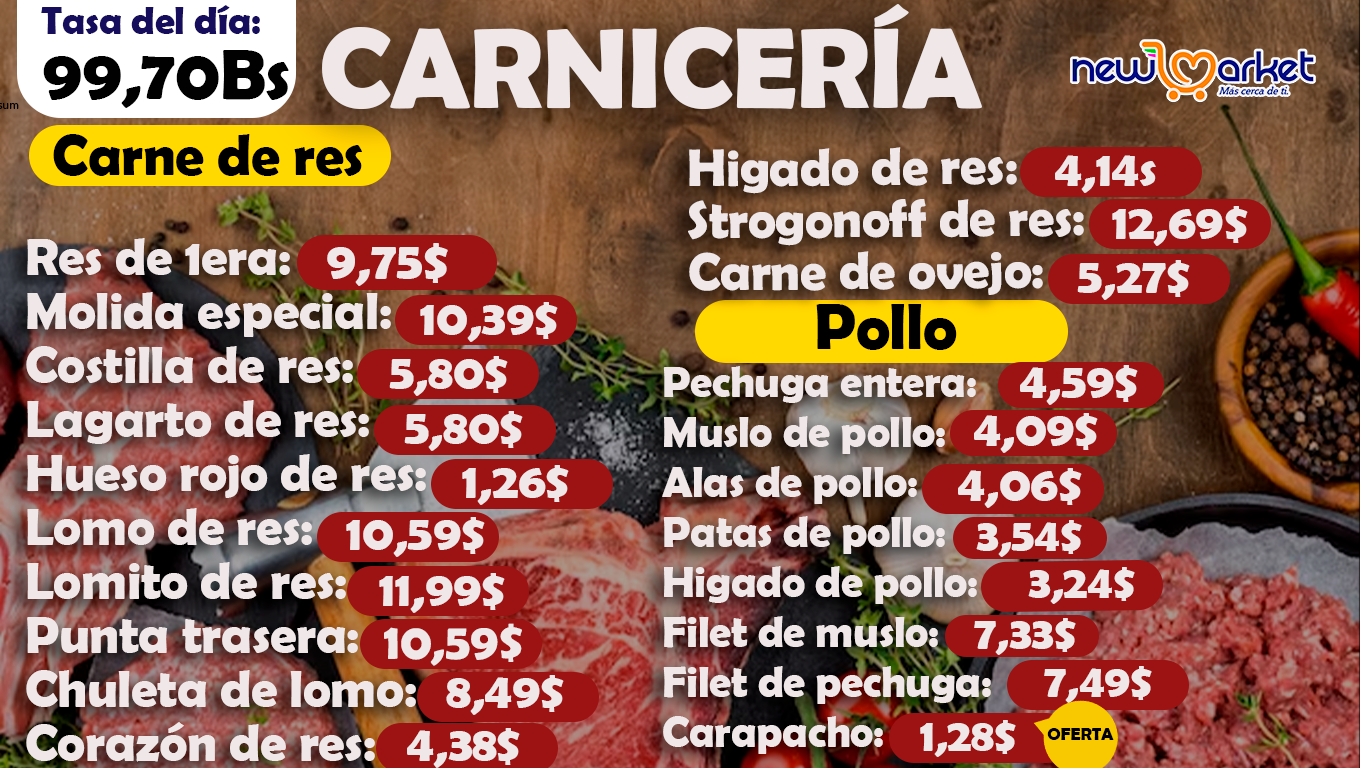 Tasa del día:
99,70Bs
sum
CARNICERÍA
new market
Más cerca de ti.
Carne de res
Res de 1era: 9,75$
Molida especial: 10,39$
Costilla de res: 5,80$
Lagarto de res: 5,80$
Hueso rojo de res: 1,26$
Lomo de res: 10,59$
Lomito de res: 11,99$
Punta trasera: 10,59$
Chuleta de lomo: 8,49$
Corazón de res: 4,38$
Higado de res: 4,14s
Strogonoff de res: 12,69$
Carne de ovejo: 5,27$
Pollo
Pechuga entera: 4,59$
Muslo de pollo: 4,09$
Alas de pollo: 4,06$
Patas de pollo: 3,54$
Higado de pollo: 3,24$
Filet de muslo: 7,33$
Filet de pechuga: 7,49$
Carapacho: 1,28$ OFERTA